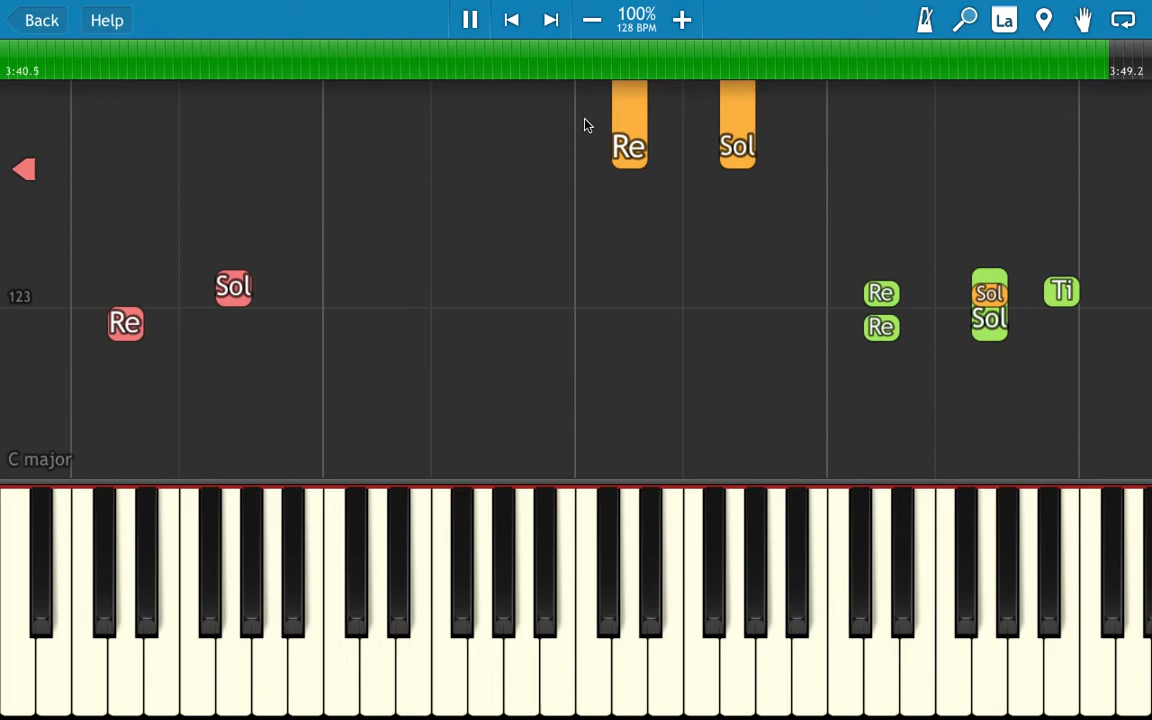 Back Help 100% La
128 BPM
3:40.5 3:49.2
Re Sol
123 Sol Re Sol Ti
Re Re Sol
C major